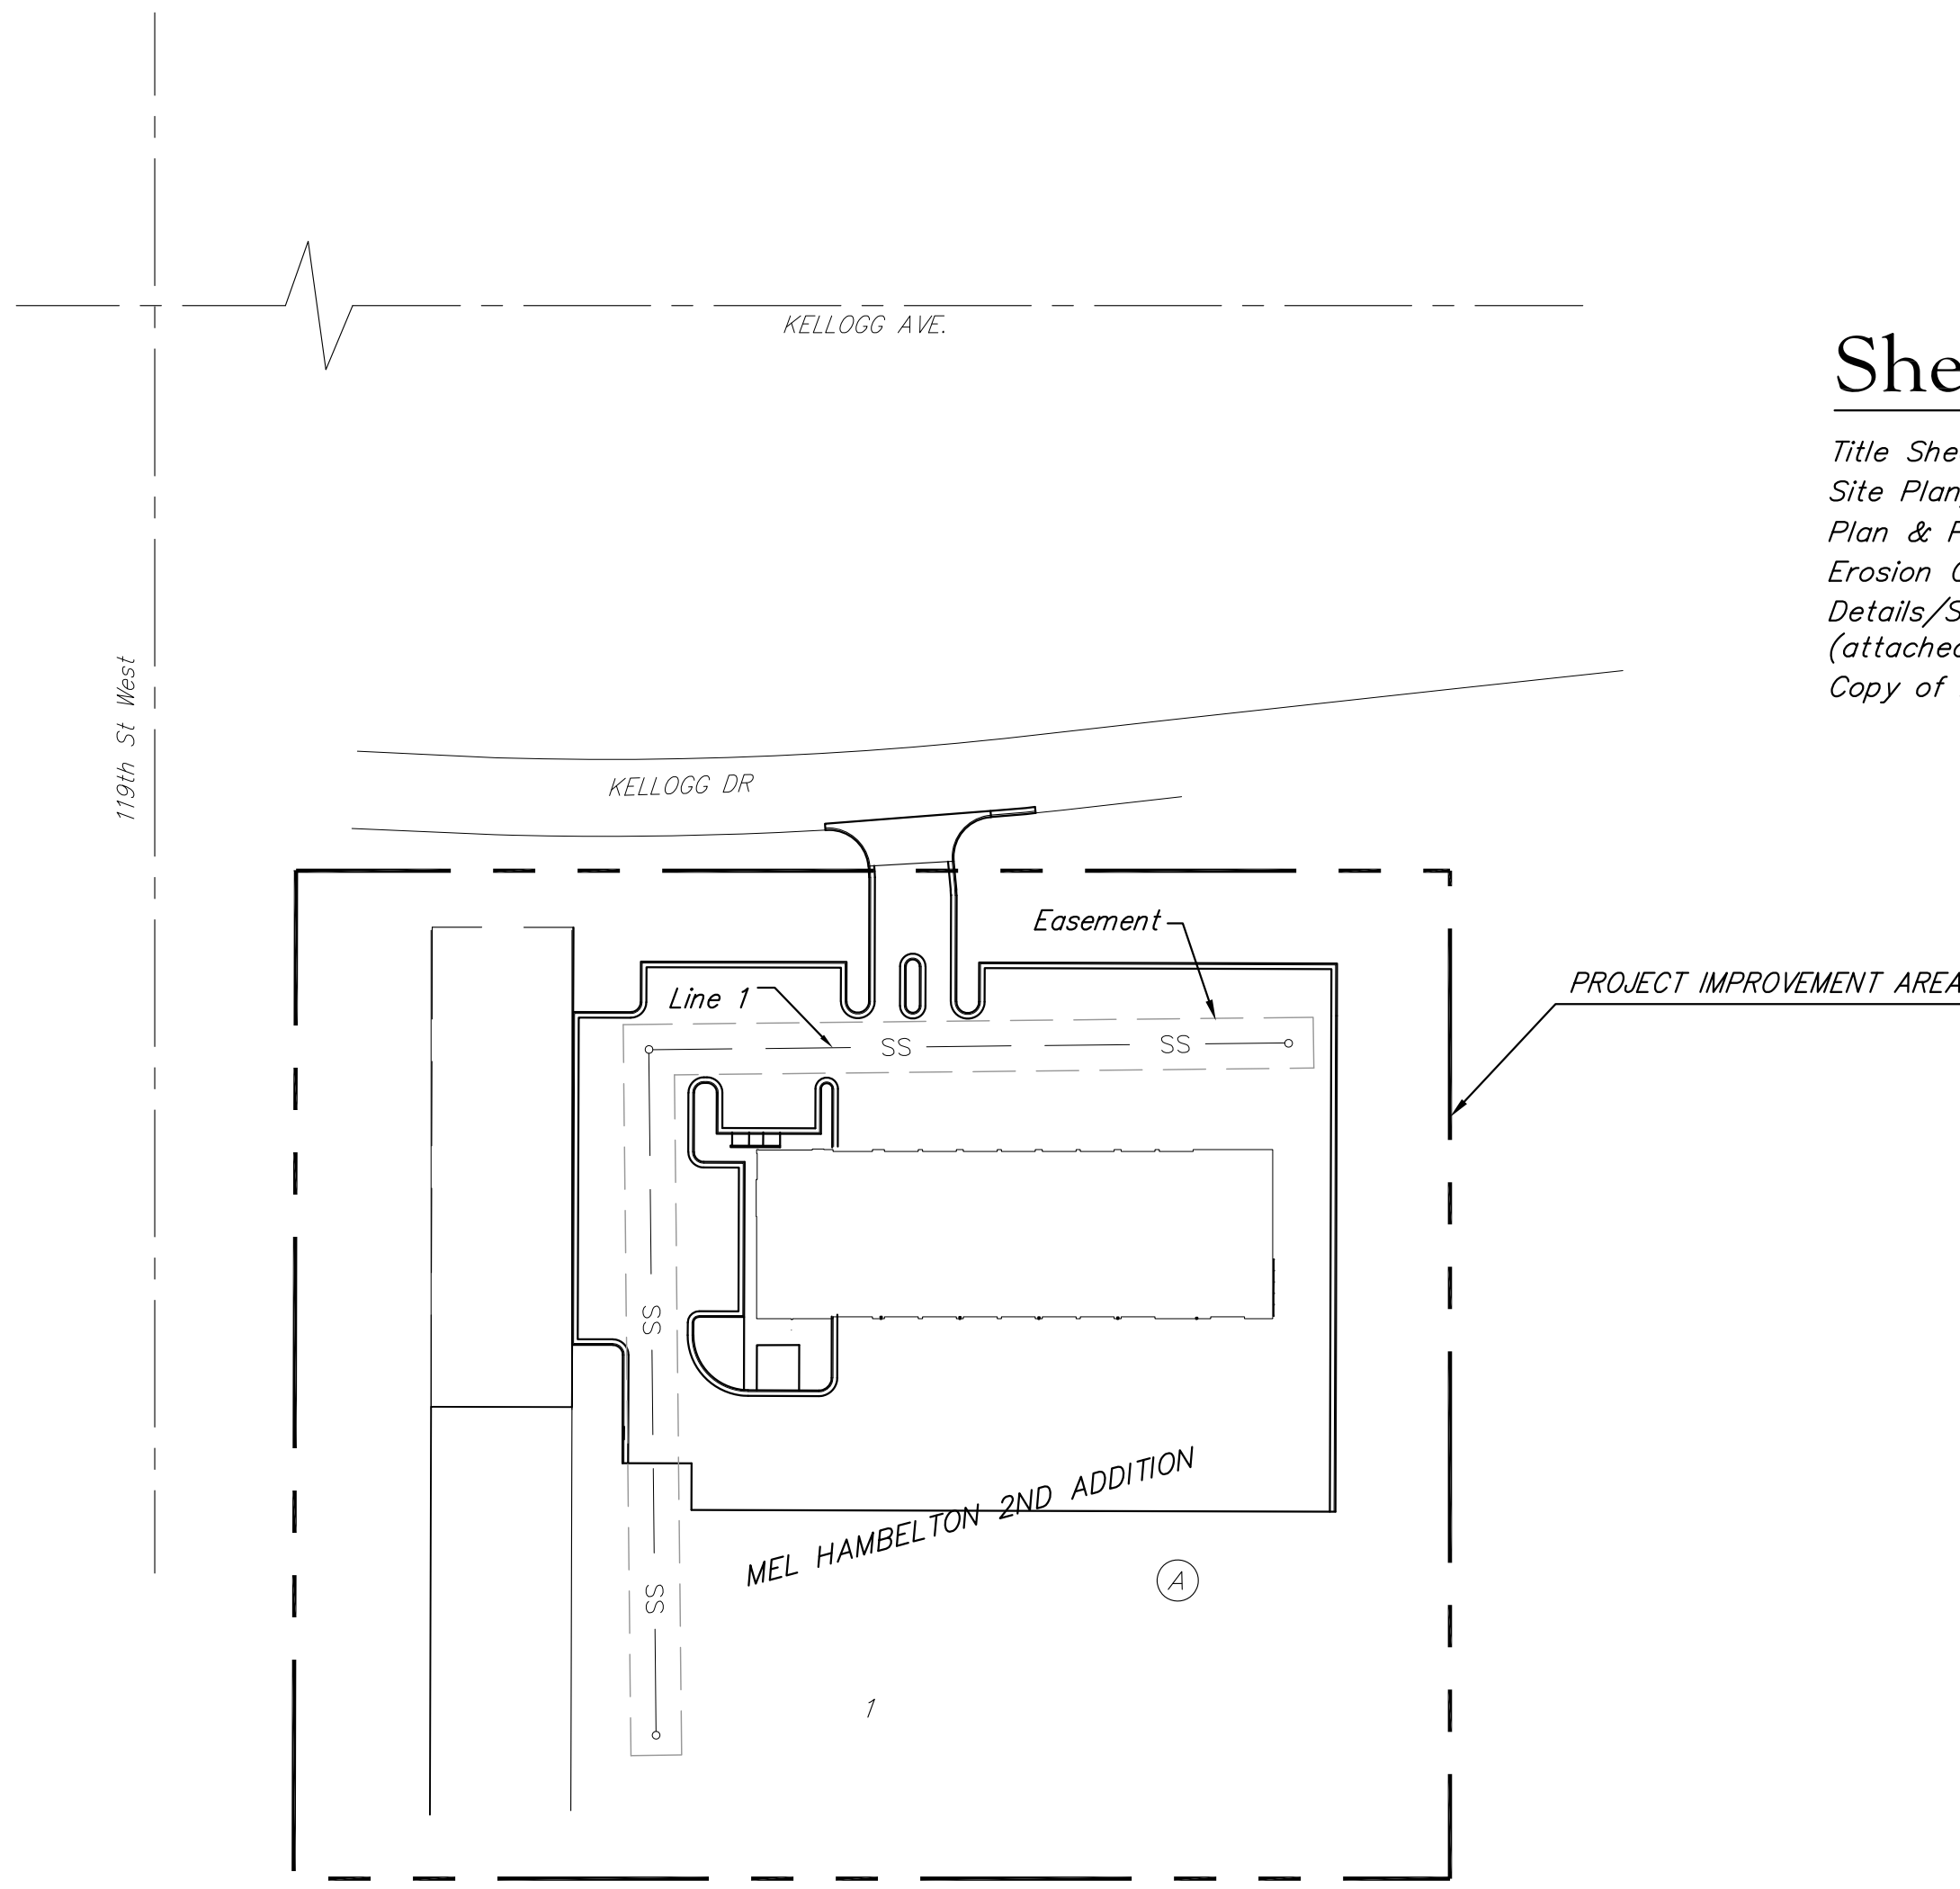 KELLOGG AVE.
She
Title She
Site Plan
Plan & 
Erosion
Details/S
(attached
Copy of
119th St West
KELLOGG DR
Easement
PROJECT IMPROVEMENT AREA
Line 1
SS SS
SS
MEL HAMBELTON 2ND ADDITION
A
SS
1